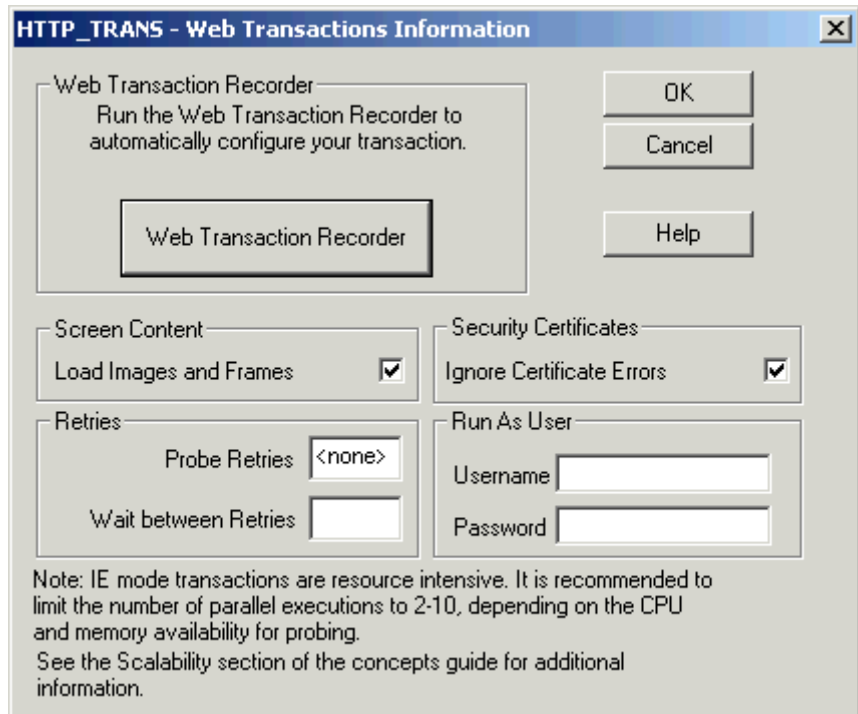 HTTP_TRANS - Web Transactions Information
Web Transaction Recorder
Run the Web Transaction Recorder to
automatically configure your transaction.
Web Transaction Recorder
OK
Cancel
Help
Screen Content
Load Images and Frames
Security Certificates
Ignore Certificate Errors
Retries
Probe Retries <none>
Wait between Retries
Run As User
Username
Password
Note: IE mode transactions are resource intensive. It is recommended to
limit the number of parallel executions to 2-10, depending on the CPU
and memory availability for probing.
See the Scalability section of the concepts guide for additional
information.